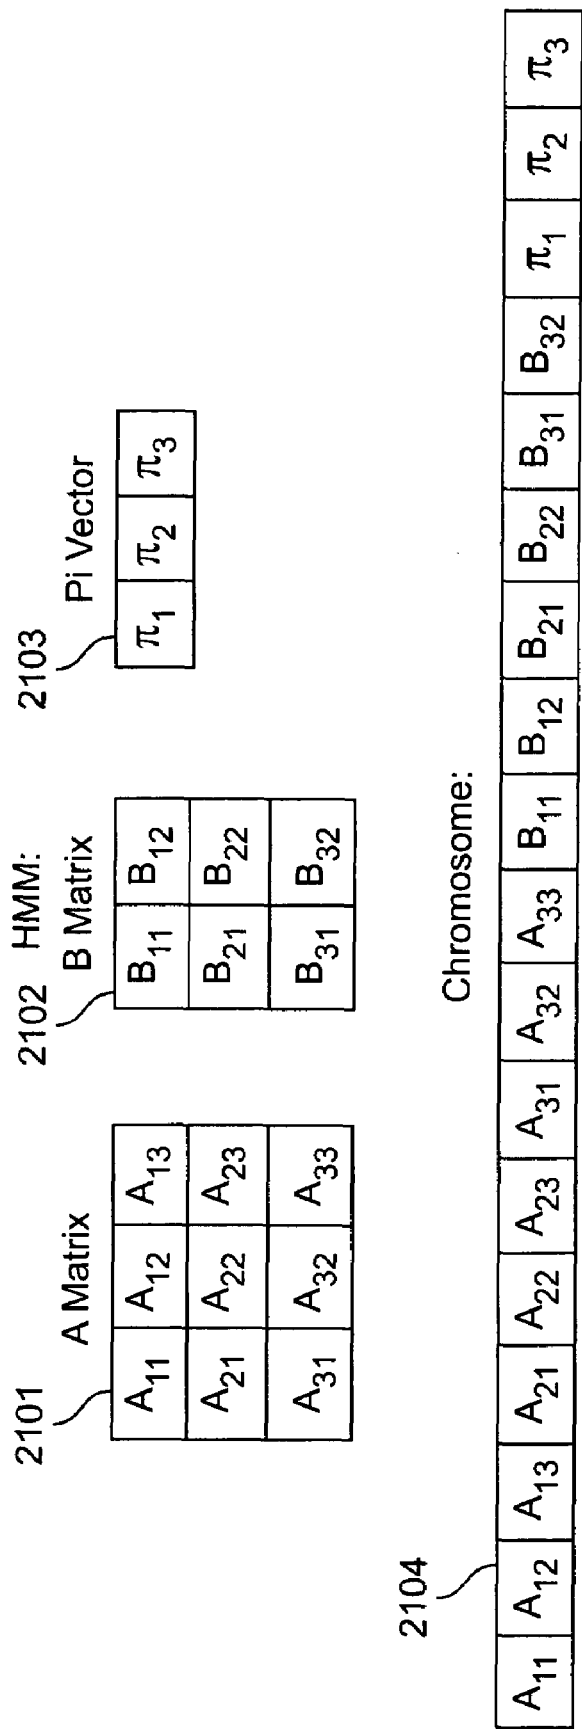 HMM:
2101
A Matrix
A11 A12 A13
A21 A22 A23
A31 A32 A33
2102
B Matrix
B11 B12
B21 B22
B31 B32
2103
Pi Vector
π1 π2 π3
Chromosome:
2104
A11 A12 A13 A21 A22 A23 A31 A32 A33 B11 B12 B21 B22 B31 B32 π1 π2 π3